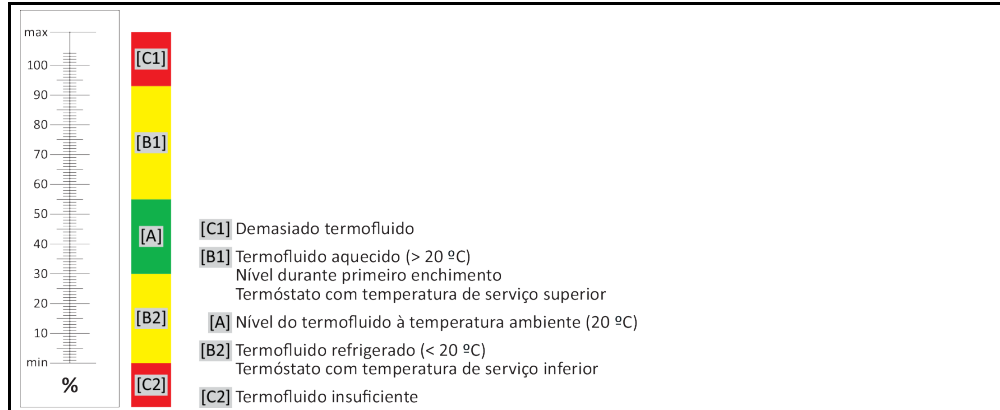 max
100
90
80
70
60
50
40
30
20
10
min
%
[C1]
[B1]
[A]
[B2]
[C2]
[C1] Demasiado termofluido
[B1] Termofluido aquecido (> 20 ºC)
Nível durante primeiro enchimento
Termóstato com temperatura de serviço superior
[A] Nível do termofluido à temperatura ambiente (20 ºC)
[B2] Termofluido refrigerado (< 20 ºC)
Termóstato com temperatura de serviço inferior
[C2] Termofluido insuficiente